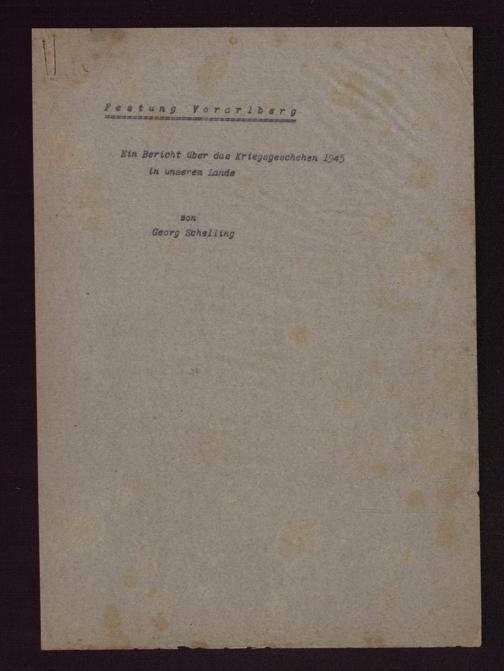 Festung Vorarlberg
Ein Bericht über das Kriegsgeschehen 1945
in unserem Lande
von
Georg Schelling